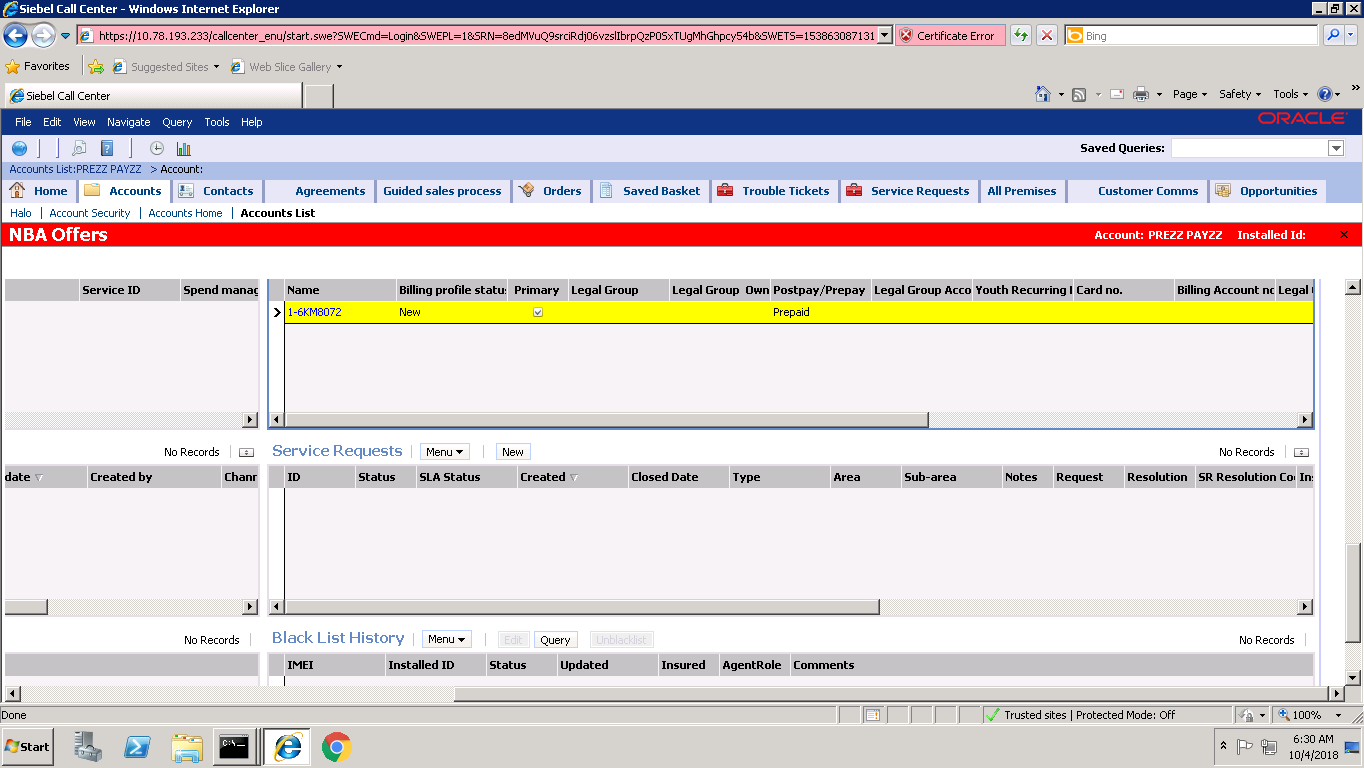 Siebel Call Center - Windows Internet Explorer
https://10.78.193.233/callcenter_enu/start.swe?SWECmd=Login&SWEPL=1&SRN=8edMVuQ9srciRdj06vzslIbrpQzP0SxTUgMhGhpcy54b&SWETS=153863087131
Certificate Error
Bing
Favorites
Suggested Sites
Web Slice Gallery
Siebel Call Center
Page
Safety
Tools
»
File Edit View Navigate Query Tools Help
ORACLE
Saved Queries:
Accounts List:PREZZ PAYZZ > Account:
Home Accounts Contacts Agreements Guided sales process Orders Saved Basket Trouble Tickets Service Requests All Premises Customer Comms Opportunities
Halo | Account Security | Accounts Home | Accounts List
NBA Offers Account: PREZZ PAYZZ Installed Id:
Service ID Spend manag Name Billing profile status Primary Legal Group Legal Group Own Postpay/Prepay Legal Group Acco Youth Recurring Card no. Billing Account no Legal
1-6KM8072 New Prepaid
No Records Service Requests Menu New No Records
date Created by Chann ID Status SLA Status Created Closed Date Type Area Sub-area Notes Request Resolution SR Resolution Co Ins
No Records Black List History Menu Edit Query Unblacklist No Records
IMEI Installed ID Status Updated Insured AgentRole Comments
Done Trusted sites | Protected Mode: Off 100%
Start C:\. 6:30 AM
10/4/2018